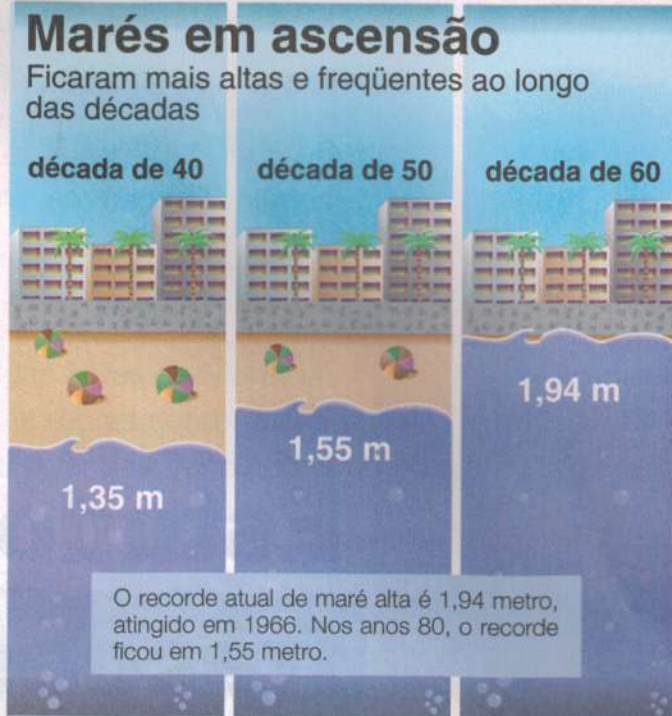 Marés em ascensão
Ficaram mais altas e freqüentes ao longo
das décadas
década de 40
década de 50
década de 60
1,35 m
1,55 m
1,94 m
O recorde atual de maré alta é 1,94 metro,
atingido em 1966. Nos anos 80, o recorde
ficou em 1,55 metro.